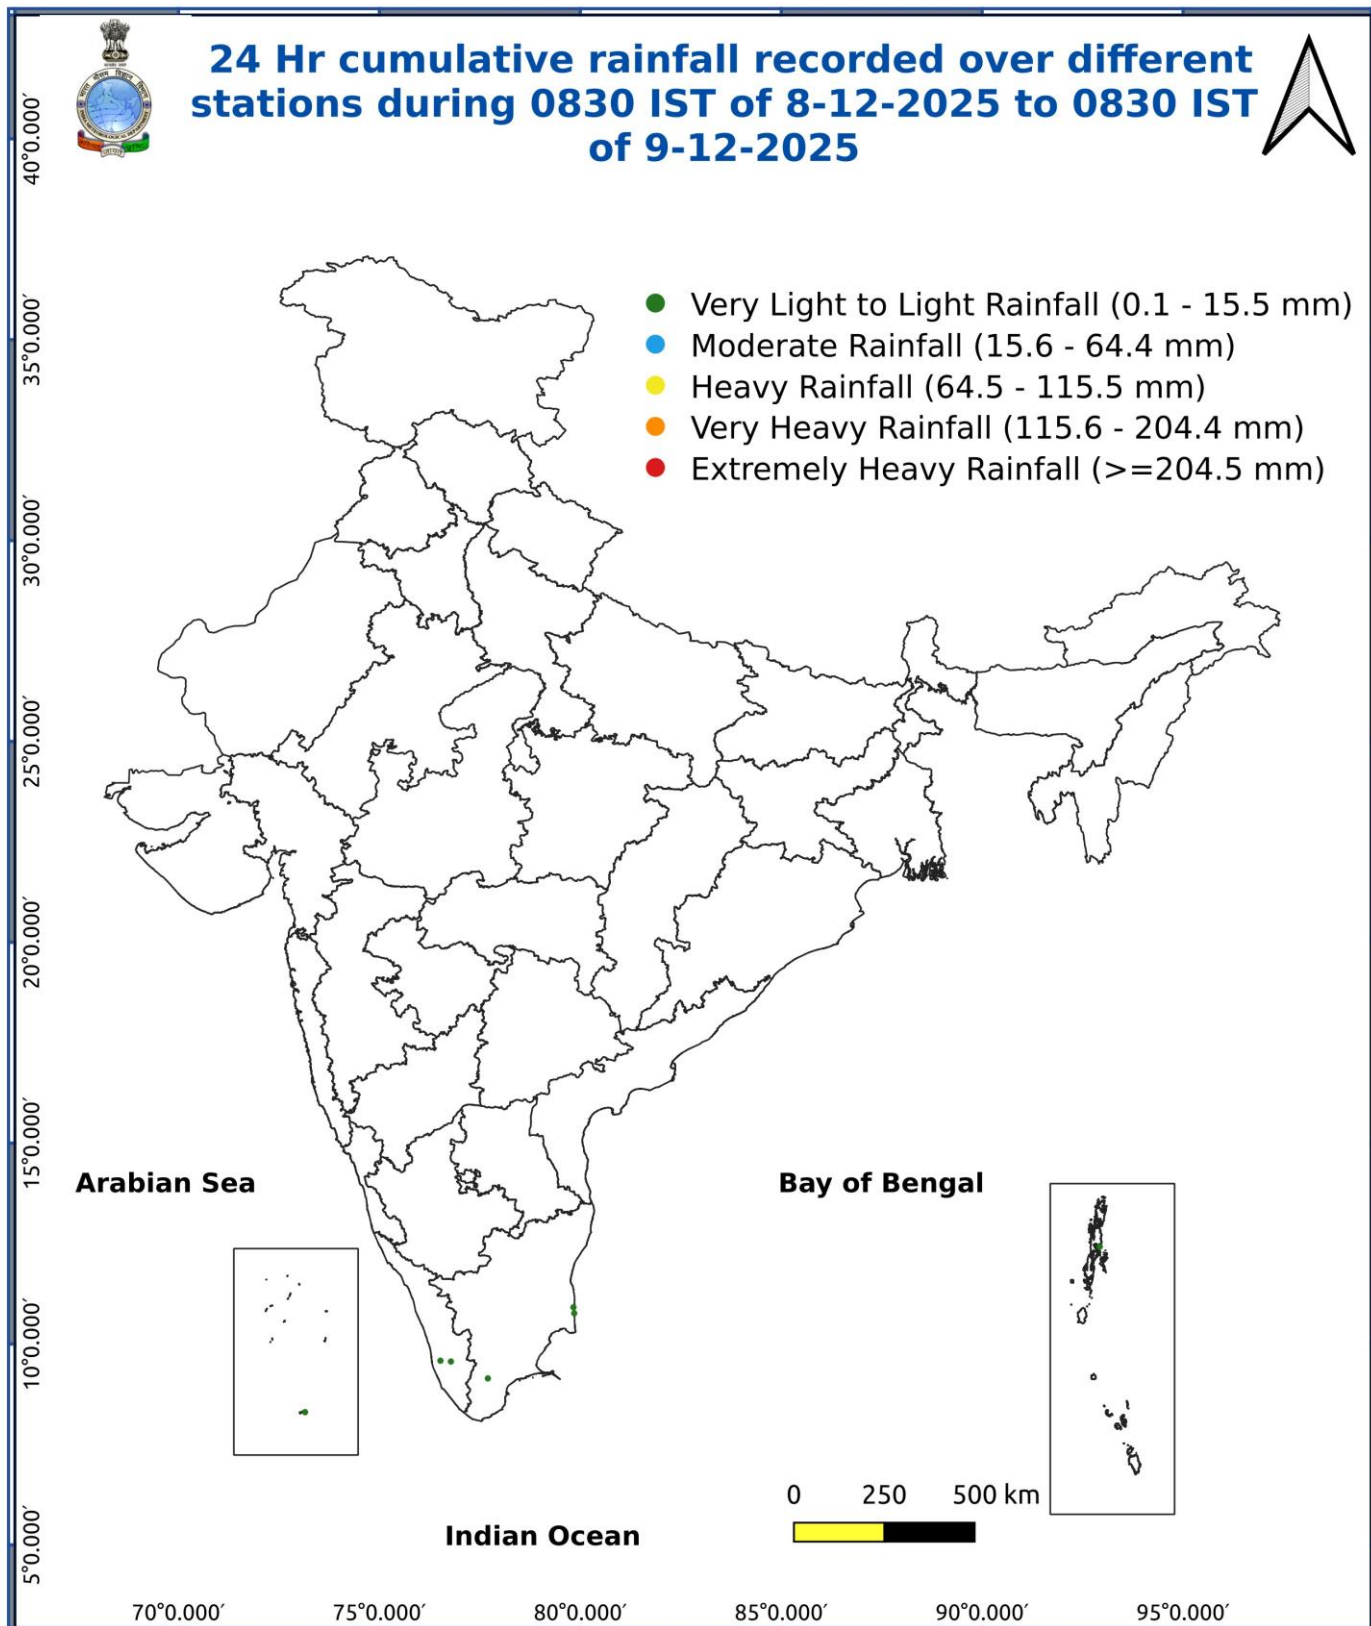 24 Hr cumulative rainfall recorded over different
stations during 0830 IST of 8-12-2025 to 0830 IST
of 9-12-2025
Very Light to Light Rainfall (0.1 - 15.5 mm)
Moderate Rainfall (15.6 - 64.4 mm)
Heavy Rainfall (64.5 - 115.5 mm)
Very Heavy Rainfall (115.6 - 204.4 mm)
Extremely Heavy Rainfall (>=204.5 mm)
40°0.000′
35°0.000′
30°0.000′
25°0.000′
20°0.000′
15°0.000′
10°0.000′
5°0.000′
Arabian Sea
Bay of Bengal
Indian Ocean
0 250 500 km
70°0.000′ 75°0.000′ 80°0.000′ 85°0.000′ 90°0.000′ 95°0.000′